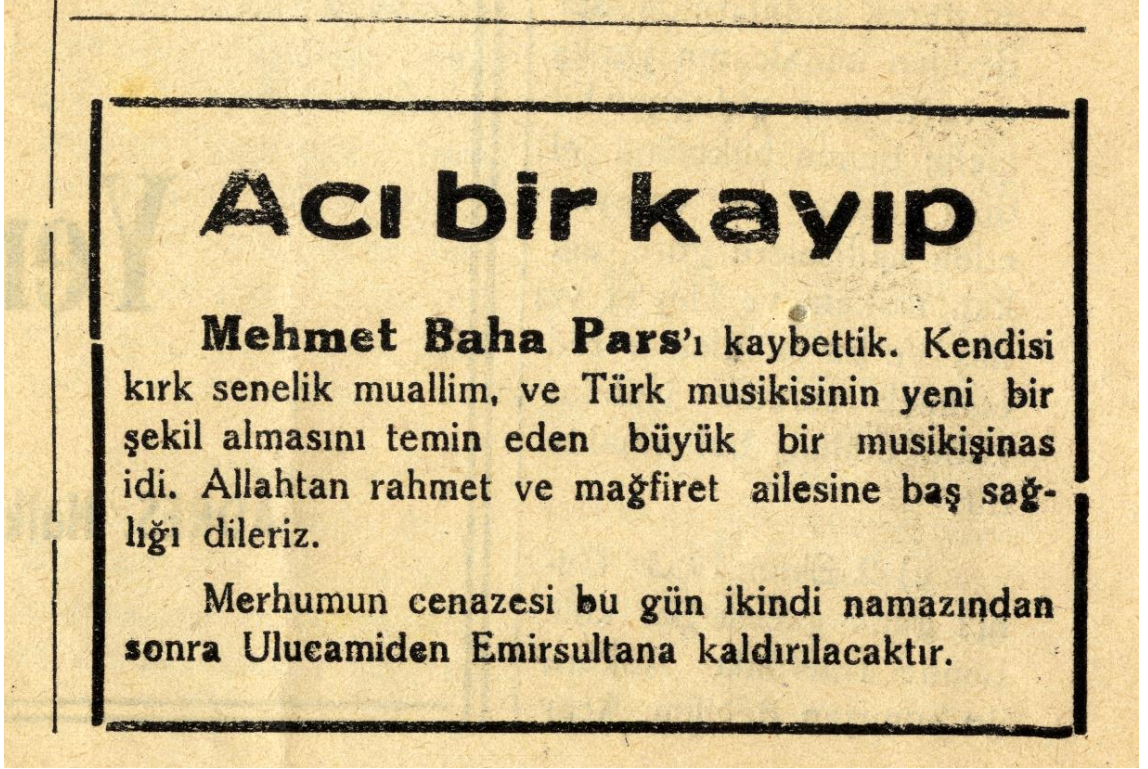 Acı bir kayıp
Mehmet Baha Pars'ı kaybettik. Kendisi
kırk senelik muallim, ve Türk musikisinin yeni bir
şekil almasını temin eden büyük bir musikişinas
idi. Allahtan rahmet ve mağfiret ailesine baş sağ-
lığı dileriz.
Merhumun cenazesi bu gün ikindi namazından
sonra Ulucamiden Emirsultana kaldırılacaktır.